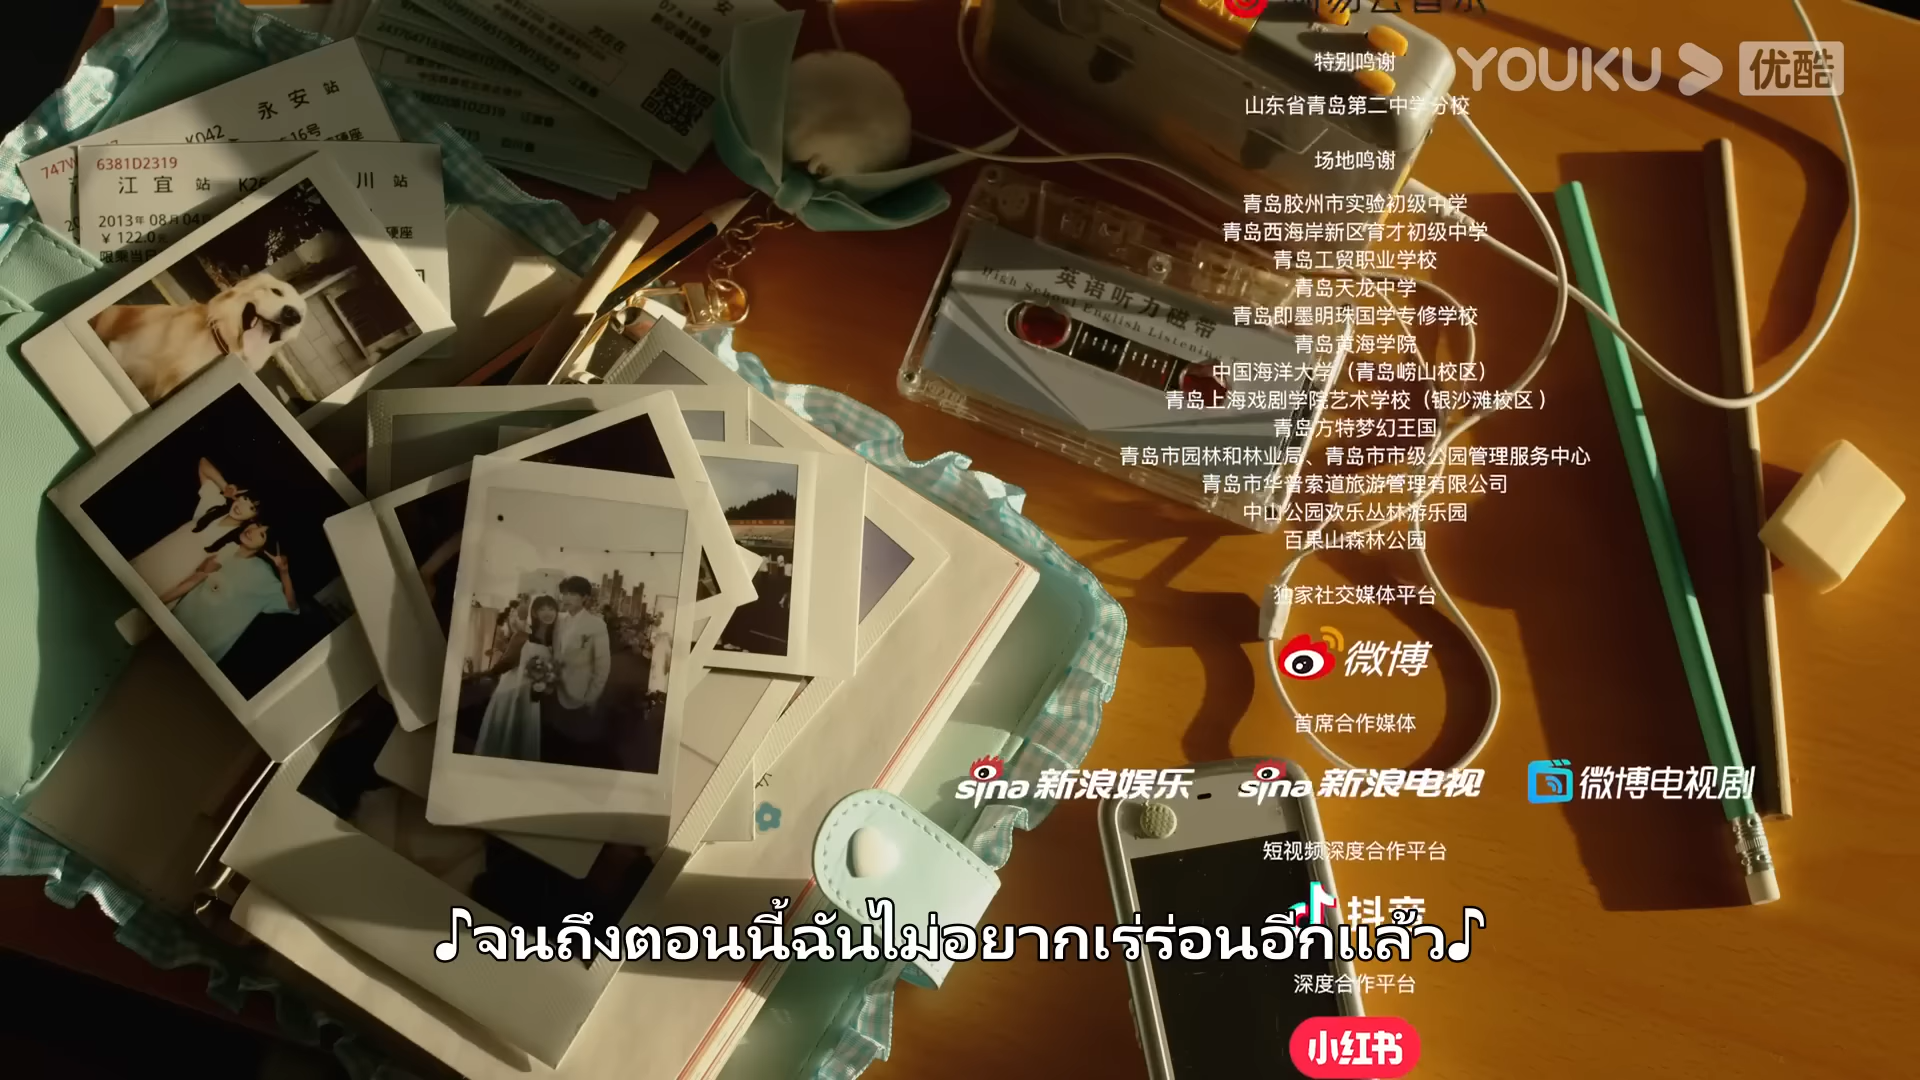 YOUKU 优酷
特别鸣谢
山东省青岛第二中学分校
场地鸣谢
青岛胶州市实验初级中学
青岛西海岸新区育才初级中学
青岛工贸职业学校
青岛天龙中学
青岛即墨明珠国学专修学校
青岛黄海学院
中国海洋大学（青岛崂山校区）
青岛上海戏剧学院艺术学校（银沙滩校区）
青岛方特梦幻王国
青岛市园林和林业局、青岛市市级公园管理服务中心
青岛市华普索道旅游管理有限公司
中山公园欢乐丛林游乐园
百果山森林公园
独家社交媒体平台
微博
首席合作媒体
sina 新浪娱乐 sina 新浪电视 微博电视剧
短视频深度合作平台
抖音
♪จนถึงตอนนี้ฉันไม่อยากเร่ร่อนอีกแล้ว♪
深度合作平台
小红书
永安 站
K042
6381D2319
江宜 站
川 站
2013年 08月 04
￥122.0元
硬座
英语听力磁带
High School English Listening